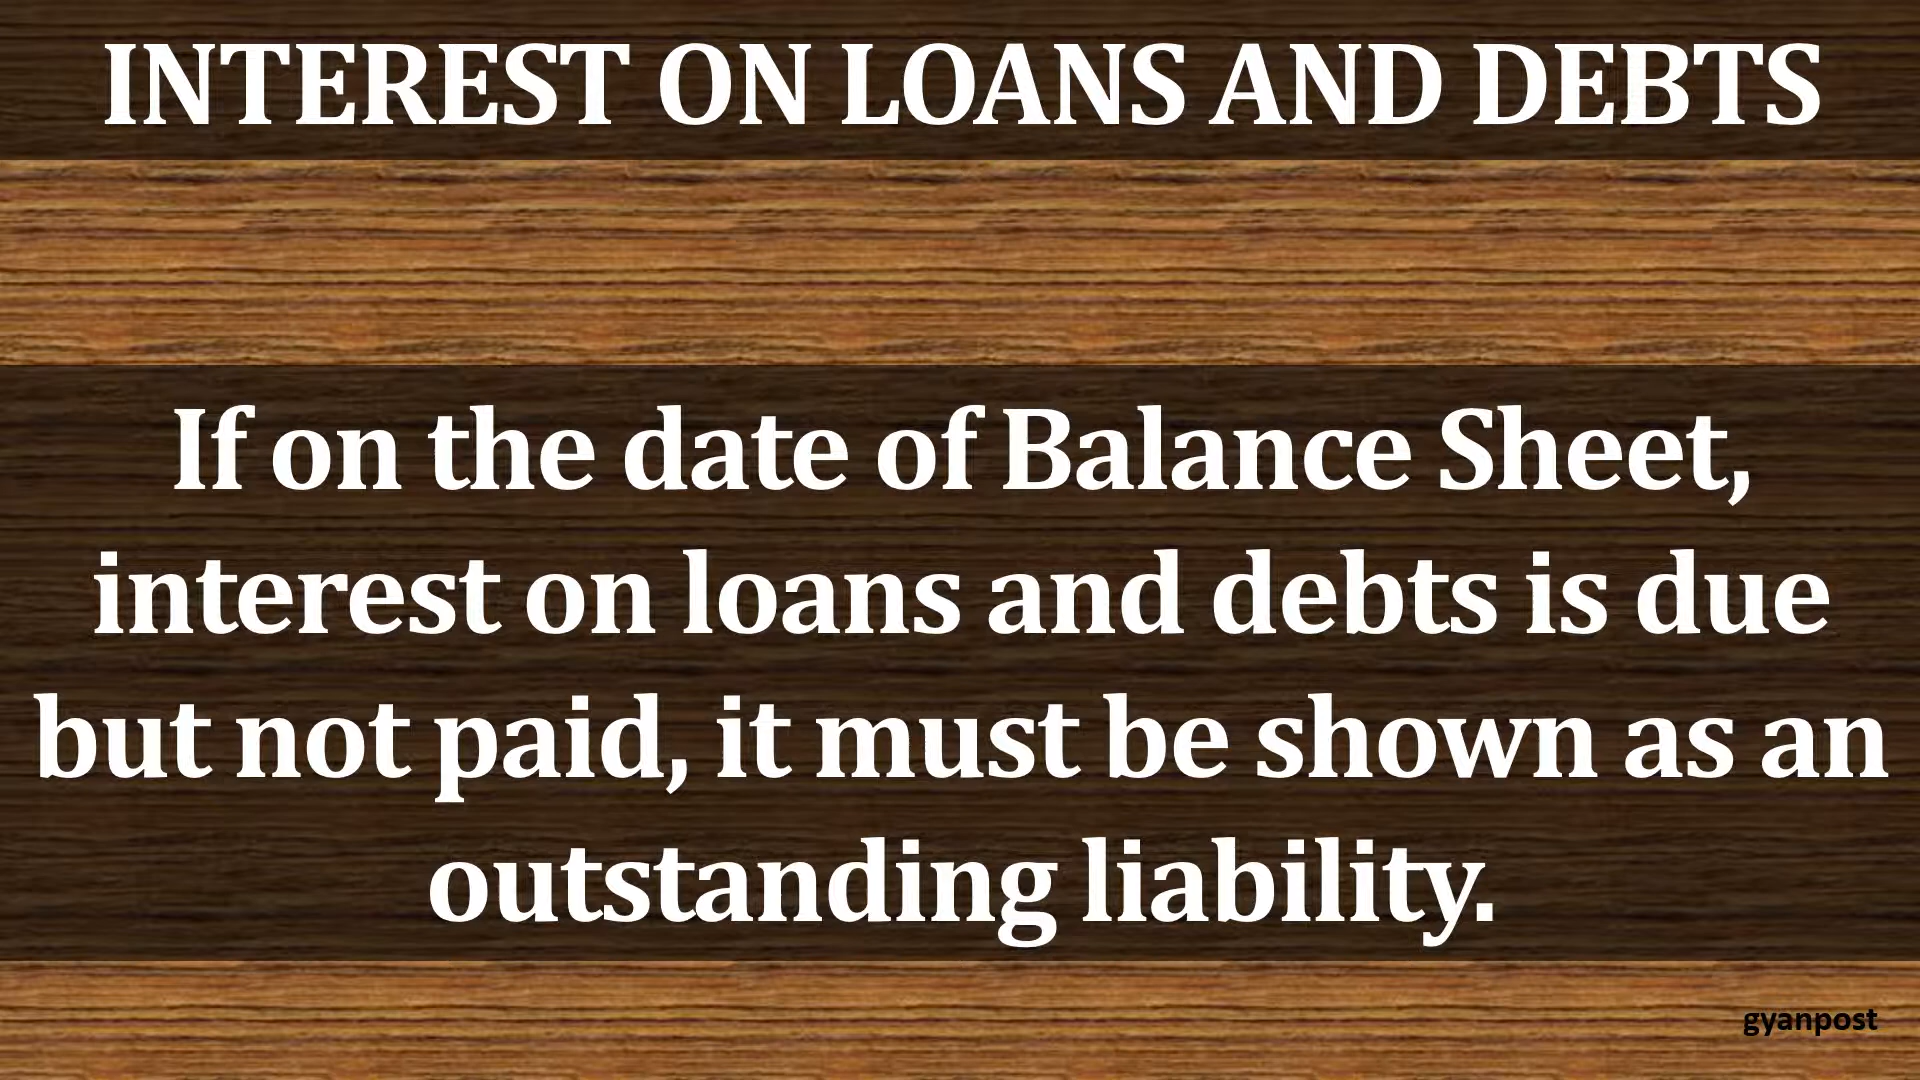 INTEREST ON LOANS AND DEBTS
If on the date of Balance Sheet,
interest on loans and debts is due
but not paid, it must be shown as an
outstanding liability.
gyanpost